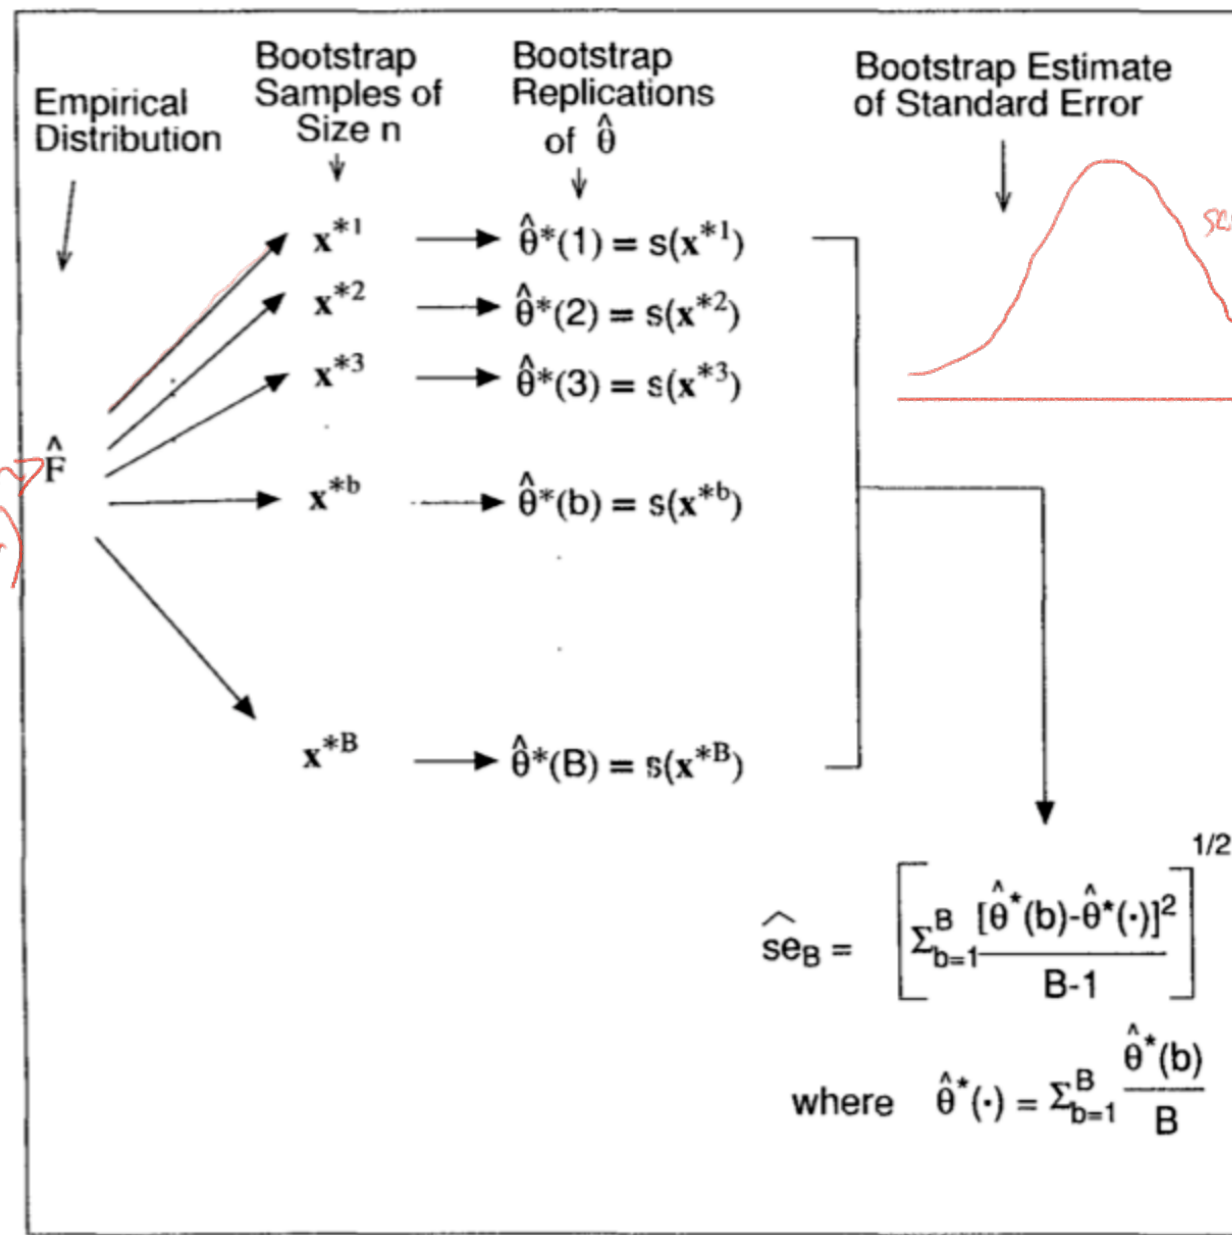 Empirical
Distribution
Bootstrap
Samples of
Size n
Bootstrap
Replications
of θ̂
Bootstrap Estimate
of Standard Error
x*1 θ̂*(1) = s(x*1)
x*2 θ̂*(2) = s(x*2)
x*3 θ̂*(3) = s(x*3)
F̂
x*b θ̂*(b) = s(x*b)
x*B θ̂*(B) = s(x*B)
ŝe_B = [Σ_{b=1}^{B} [θ̂*(b)-θ̂*(·)]² / B-1]^{1/2}
where θ̂*(·) = Σ_{b=1}^{B} θ̂*(b) / B